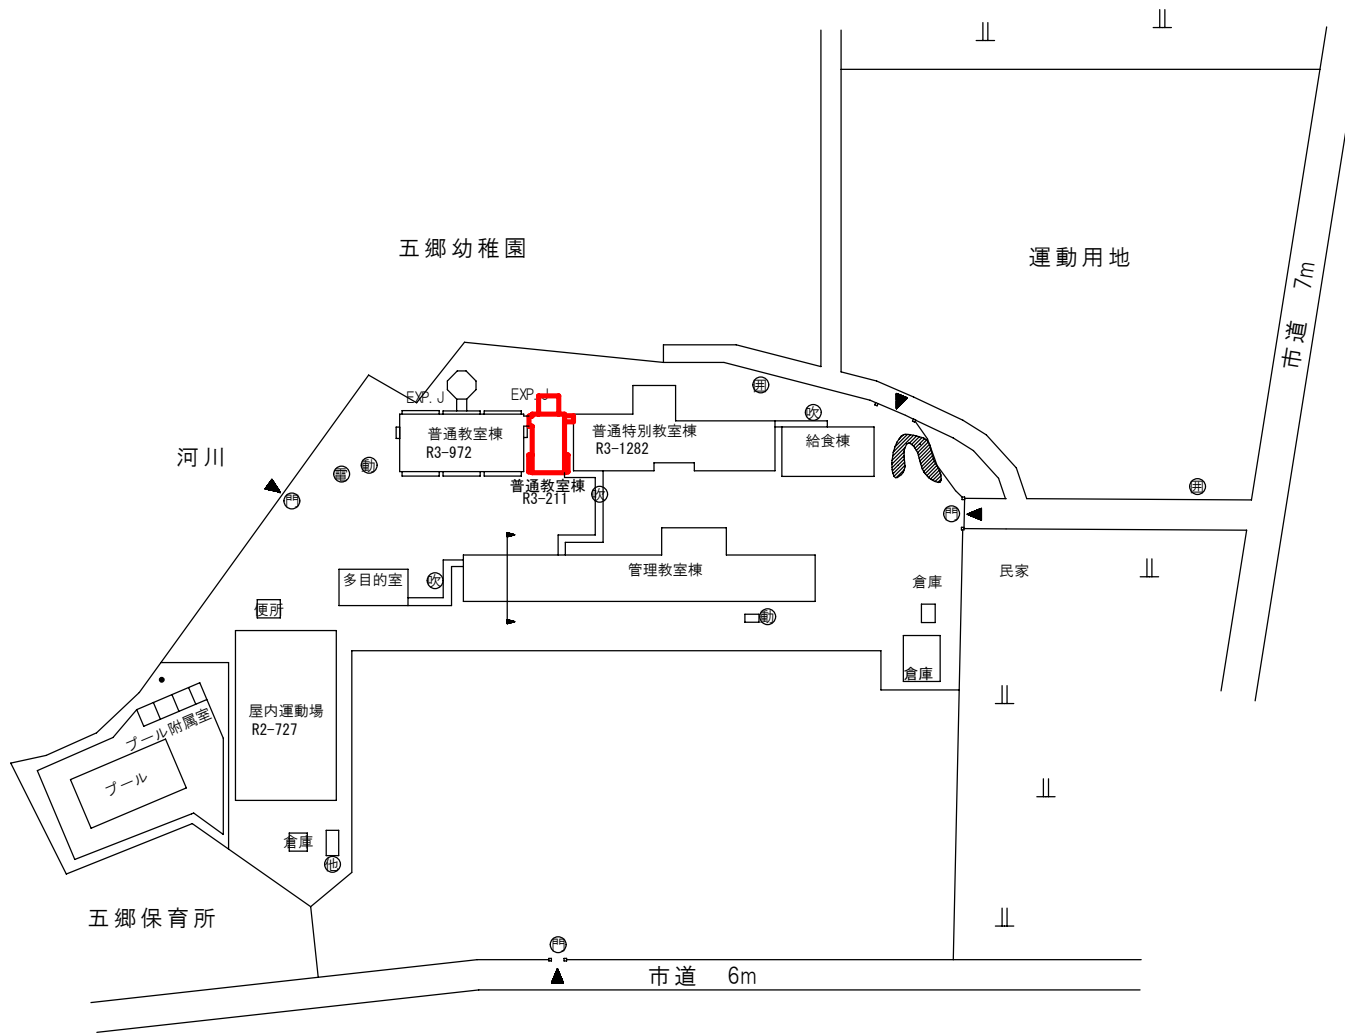 五郷幼稚園
運動用地
市道 7m
EXP.J
EXP.J
井
吹
普通教室棟
R3-972
普通特別教室棟
R3-1282
給食棟
河川
電
動
普通教室棟
R3-211
吹
井
門
門
多目的室
吹
管理教室棟
倉庫
民家
便所
動
倉庫
屋内運動場
R2-727
プール附属室
プール
倉庫
他
五郷保育所
門
市道 6m